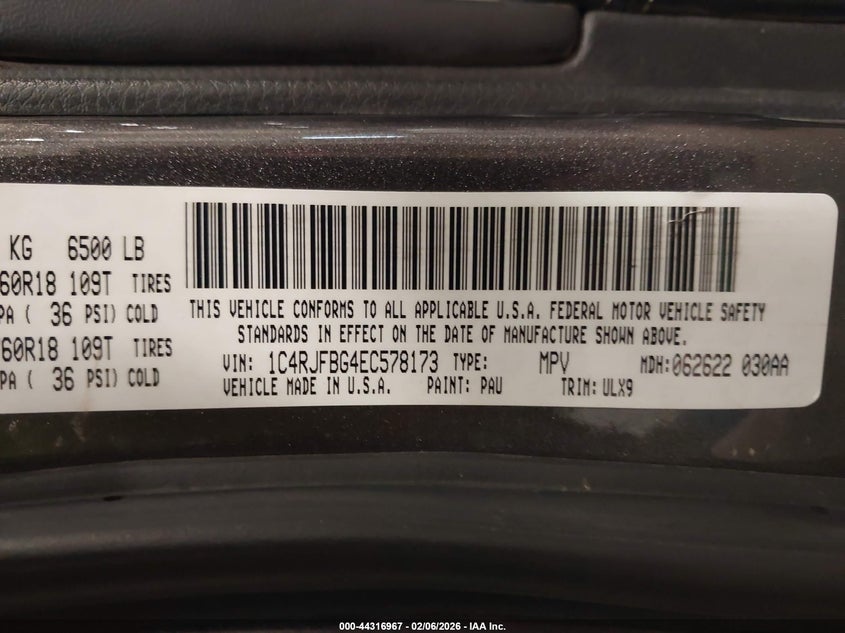 KG 6500 LB
60R18 109T TIRES
PA ( 36 PSI) COLD
60R18 109T TIRES
PA ( 36 PSI) COLD
THIS VEHICLE CONFORMS TO ALL APPLICABLE U.S.A. FEDERAL MOTOR VEHICLE SAFETY
STANDARDS IN EFFECT ON THE DATE OF MANUFACTURE SHOWN ABOVE.
VIN: 1C4RJFBG4EC578173 TYPE: MPV MDH:062622 030AA
VEHICLE MADE IN U.S.A. PAINT: PAU TRIM: ULX9
000-44316967 - 02/06/2026 - IAA Inc.